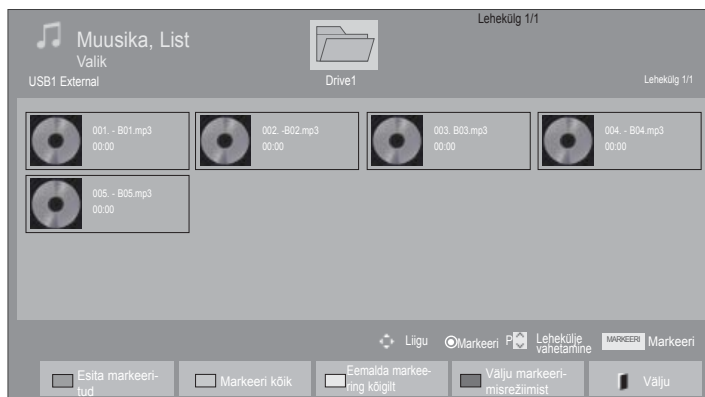 Lehekülg 1/1
Muusika, List
Valik
USB1 External
Drive1
Lehekülg 1/1
001. - B01.mp3
00:00
002. -B02.mp3
00:00
003. B03.mp3
00:00
004. - B04.mp3
00:00
005. - B05.mp3
00:00
Liigu
Markeeri
P
Lehekülje
vahetamine
MARKEERI
Markeeri
Esita markeeri-
tud
Markeeri kõik
Eemalda markee-
ring kõigilt
Välju markeeri-
misrežiimist
Välju